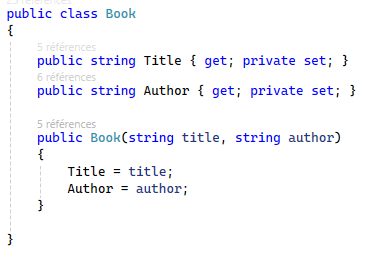 public class Book
{
5 références
public string Title { get; private set; }
6 références
public string Author { get; private set; }
5 références
public Book(string title, string author)
{
Title = title;
Author = author;
}
}